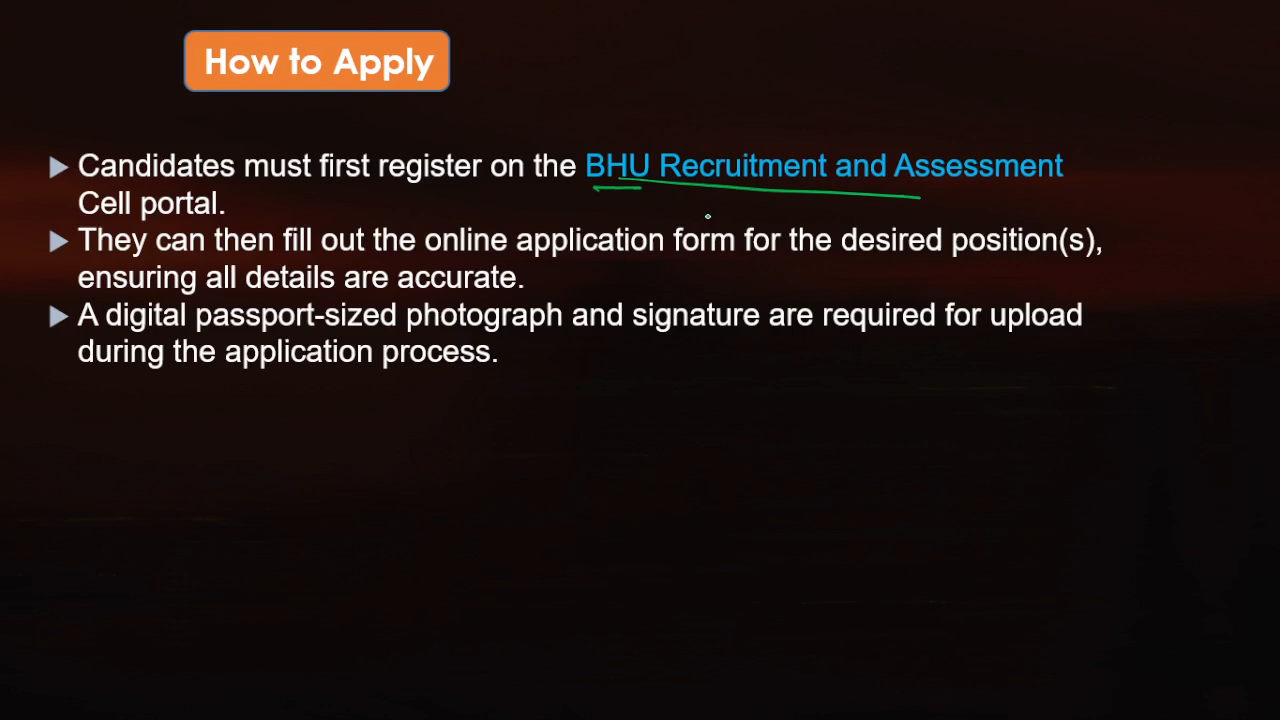 How to Apply
Candidates must first register on the BHU Recruitment and Assessment
Cell portal.
They can then fill out the online application form for the desired position(s),
ensuring all details are accurate.
A digital passport-sized photograph and signature are required for upload
during the application process.